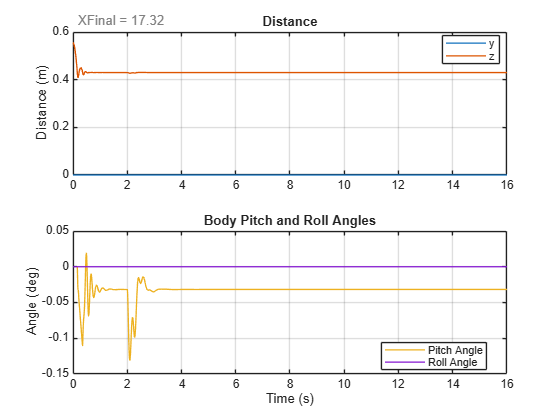 XFinal = 17.32
Distance
0.6
0.4
0.2
0
Distance (m)
y
z
0 2 4 6 8 10 12 14 16
Body Pitch and Roll Angles
0.05
0
-0.05
-0.1
-0.15
Angle (deg)
Pitch Angle
Roll Angle
0 2 4 6 8 10 12 14 16
Time (s)